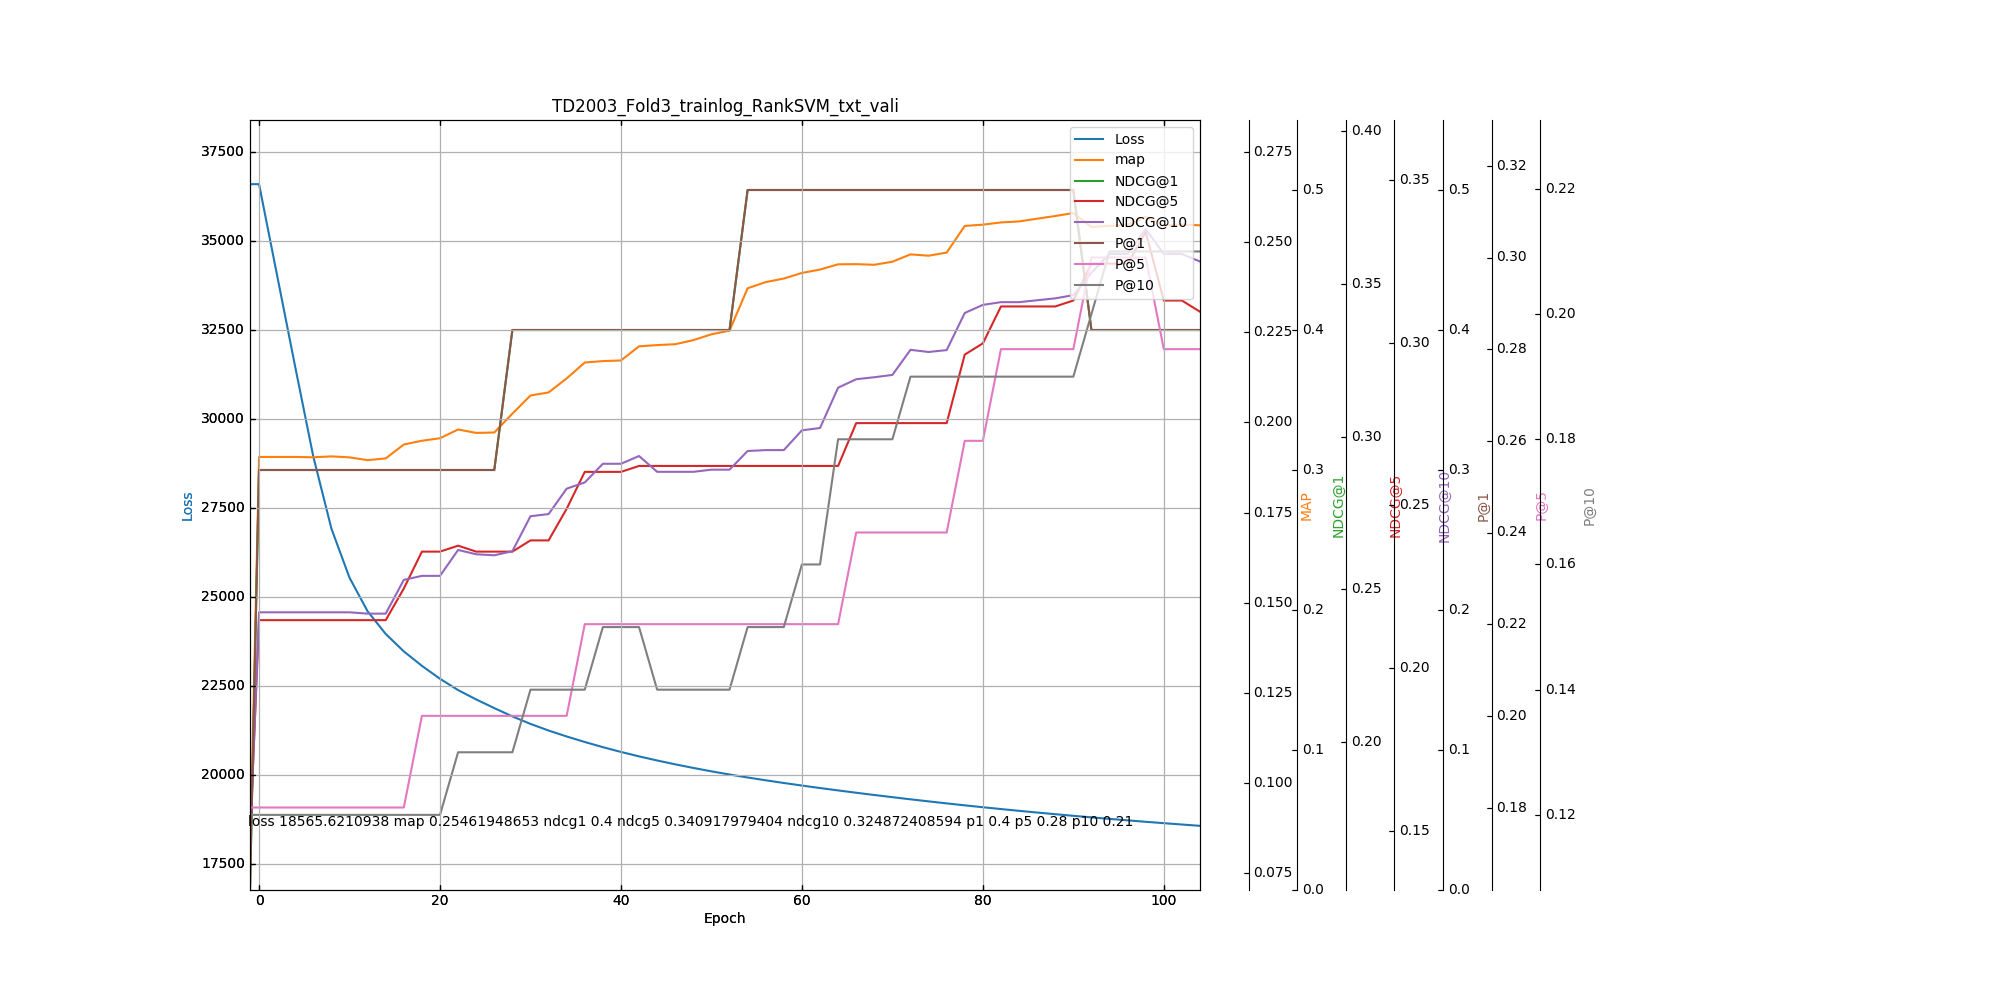 TD2003_Fold3_trainlog_RankSVM_txt_vali
Loss
map
NDCG@1
NDCG@5
NDCG@10
P@1
P@5
P@10
37500
35000
32500
30000
27500
25000
22500
20000
17500
Loss
loss 18565.6210938 map 0.25461948653 ndcg1 0.4 ndcg5 0.340917979404 ndcg10 0.324872408594 p1 0.4 p5 0.28 p10 0.21
0 20 40 60 80 100
Epoch
0.275
0.250
0.225
0.200
0.175
0.150
0.125
0.100
0.075
MAP
0.5
0.4
0.3
0.2
0.1
0.0
NDCG@1
0.40
0.35
0.30
0.25
0.20
NDCG@5
0.35
0.30
0.25
0.20
0.15
NDCG@10
0.5
0.4
0.3
0.2
0.1
0.0
P@1
0.32
0.30
0.28
0.26
0.24
0.22
0.20
0.18
P@5
0.22
0.20
0.18
0.16
0.14
0.12
P@10